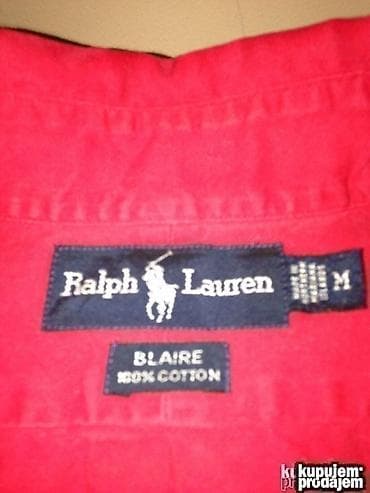 Ralph Lauren
M
BLAIRE
100% COTTON
kupujem
prodajem